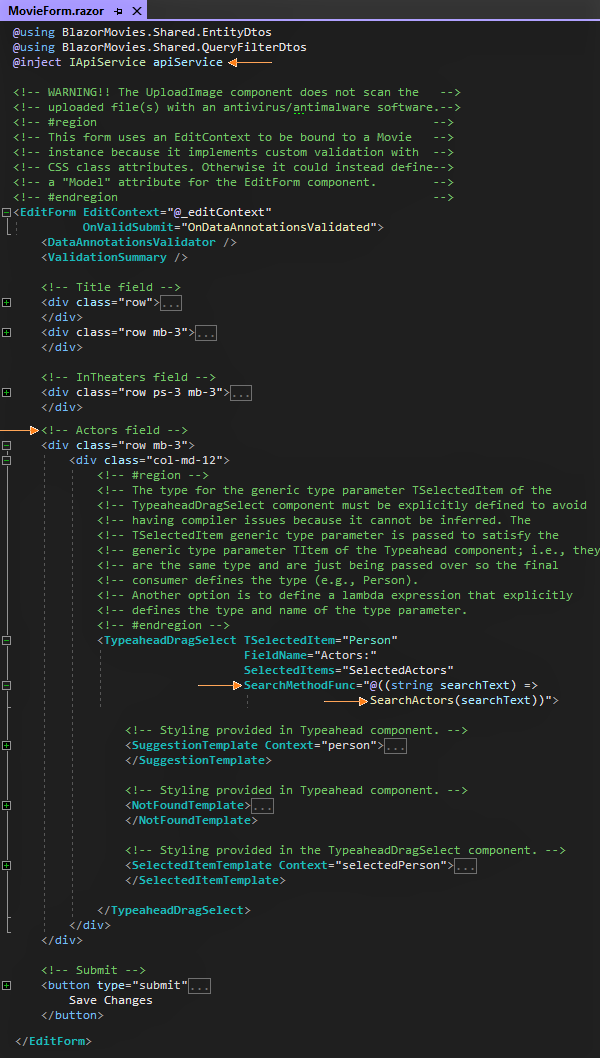 MovieForm.razor
@using BlazorMovies.Shared.EntityDtos
@using BlazorMovies.Shared.QueryFilterDtos
@inject IApiService apiService
<!-- WARNING!! The UploadImage component does not scan the -->
<!-- uploaded file(s) with an antivirus/antimalware software.-->
<!-- #region -->
<!-- This form uses an EditContext to be bound to a Movie -->
<!-- instance because it implements custom validation with -->
<!-- CSS class attributes. Otherwise it could instead define-->
<!-- a "Model" attribute for the EditForm component. -->
<!-- #endregion -->
<EditForm EditContext="@_editContext"
OnValidSubmit="OnDataAnnotationsValidated">
<DataAnnotationsValidator />
<ValidationSummary />
<!-- Title field -->
<div class="row">...
</div>
<div class="row mb-3">...
</div>
<!-- InTheaters field -->
<div class="row ps-3 mb-3">...
</div>
<!-- Actors field -->
<div class="row mb-3">
<div class="col-md-12">
<!-- #region -->
<!-- The type for the generic type parameter TSelectedItem of the
<!-- TypeaheadDragSelect component must be explicitly defined to avoid
<!-- having compiler issues because it cannot be inferred. The
<!-- TSelectedItem generic type parameter is passed to satisfy the
<!-- generic type parameter TItem of the Typeahead component; i.e., they
<!-- are the same type and are just being passed over so the final
<!-- consumer defines the type (e.g., Person).
<!-- Another option is to define a lambda expression that explicitly
<!-- defines the type and name of the type parameter.
<!-- #endregion -->
<TypeaheadDragSelect TSelectedItem="Person"
FieldName="Actors:"
SelectedItems="SelectedActors"
SearchMethodFunc="@((string searchText) =>
SearchActors(searchText))">
<!-- Styling provided in Typeahead component. -->
<SuggestionTemplate Context="person">...
</SuggestionTemplate>
<!-- Styling provided in Typeahead component. -->
<NotFoundTemplate>...
</NotFoundTemplate>
<!-- Styling provided in the TypeaheadDragSelect component. -->
<SelectedItemTemplate Context="selectedPerson">...
</SelectedItemTemplate>
</TypeaheadDragSelect>
</div>
</div>
<!-- Submit -->
<button type="submit"...
Save Changes
</button>
</EditForm>